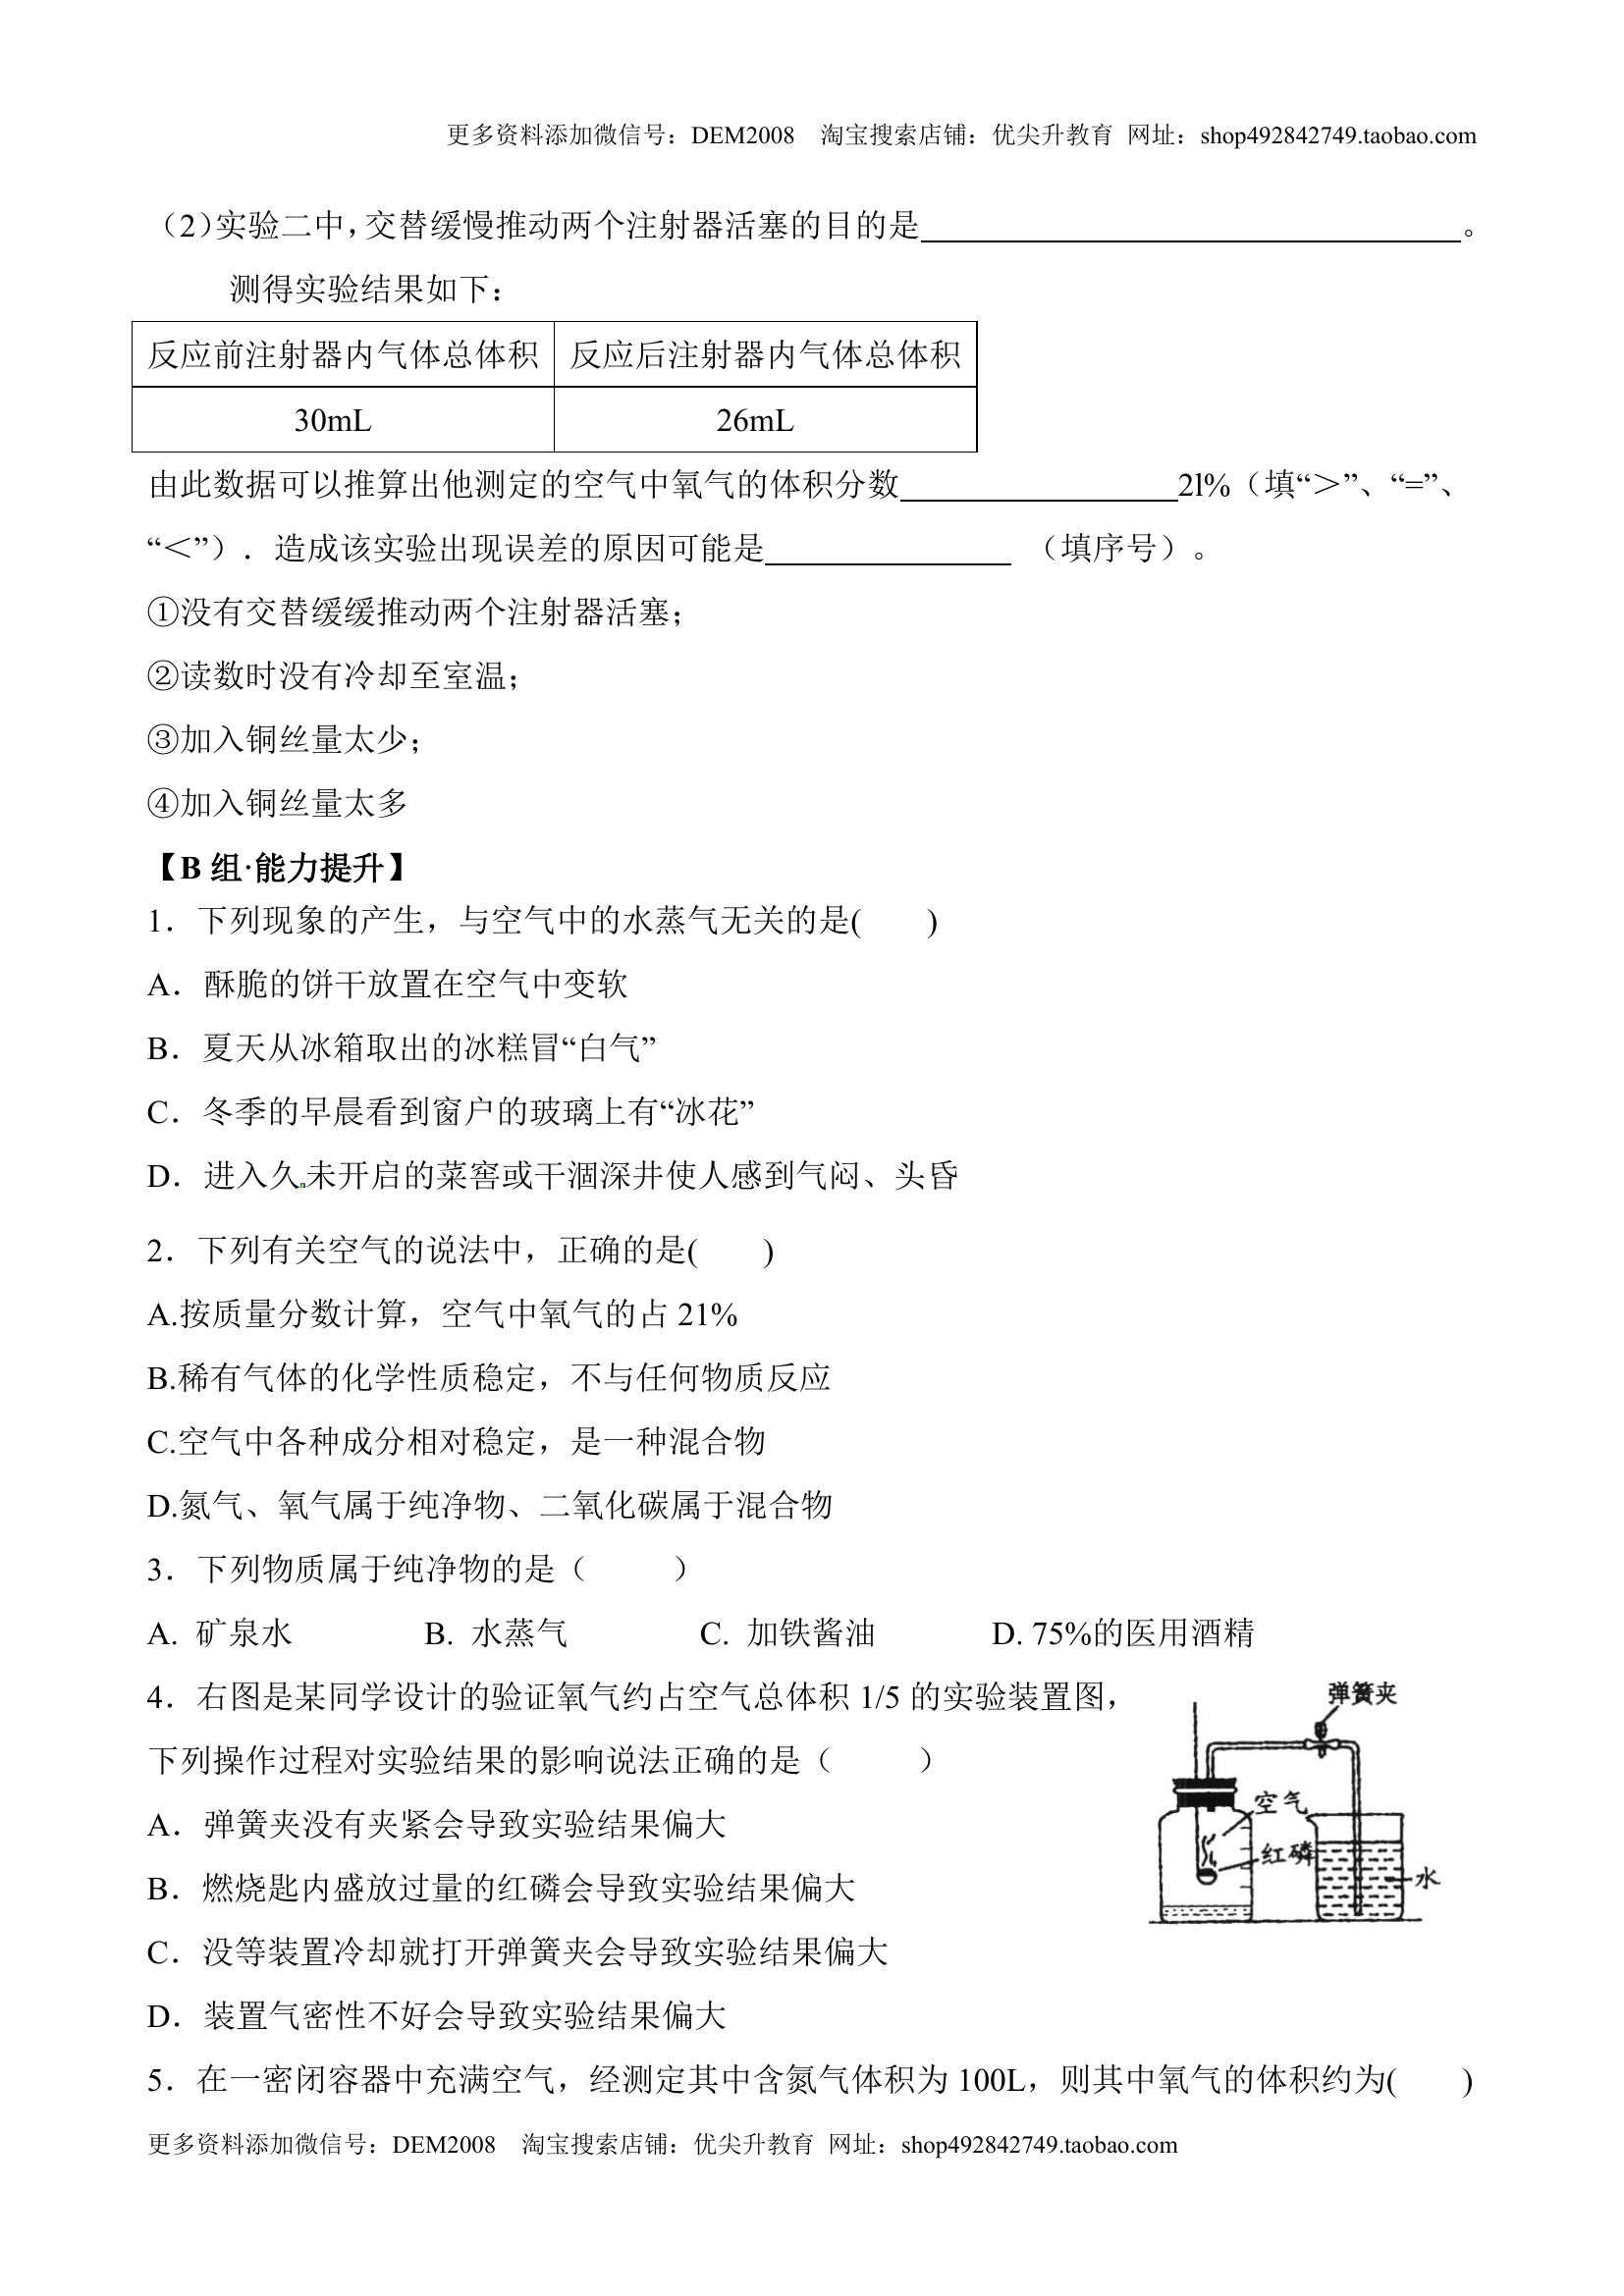 更多资料添加微信号：DEM2008 淘宝搜索店铺：优尖升教育 网址：shop492842749.taobao.com
（2）实验二中，交替缓慢推动两个注射器活塞的目的是__________。
测得实验结果如下：
反应前注射器内气体总体积 反应后注射器内气体总体积
30mL 26mL
由此数据可以推算出他测定的空气中氧气的体积分数__________2l%（填“＞”、“=”、
“＜”）．造成该实验出现误差的原因可能是__________ （填序号）。
①没有交替缓缓推动两个注射器活塞；
②读数时没有冷却至室温；
③加入铜丝量太少；
④加入铜丝量太多
【B 组·能力提升】
1．下列现象的产生，与空气中的水蒸气无关的是( )
A．酥脆的饼干放置在空气中变软
B．夏天从冰箱取出的冰糕冒“白气”
C．冬季的早晨看到窗户的玻璃上有“冰花”
D．进入久未开启的菜窖或干涸深井使人感到气闷、头昏
2．下列有关空气的说法中，正确的是( )
A.按质量分数计算，空气中氧气的占 21%
B.稀有气体的化学性质稳定，不与任何物质反应
C.空气中各种成分相对稳定，是一种混合物
D.氮气、氧气属于纯净物、二氧化碳属于混合物
3．下列物质属于纯净物的是（ ）
A. 矿泉水 B. 水蒸气 C. 加铁酱油 D. 75%的医用酒精
4．右图是某同学设计的验证氧气约占空气总体积 1/5 的实验装置图，
下列操作过程对实验结果的影响说法正确的是（ ）
A．弹簧夹没有夹紧会导致实验结果偏大
B．燃烧匙内盛放过量的红磷会导致实验结果偏大
C．没等装置冷却就打开弹簧夹会导致实验结果偏大
D．装置气密性不好会导致实验结果偏大
弹簧夹
空气
红磷
水
5．在一密闭容器中充满空气，经测定其中含氮气体积为 100L，则其中氧气的体积约为( )
更多资料添加微信号：DEM2008 淘宝搜索店铺：优尖升教育 网址：shop492842749.taobao.com